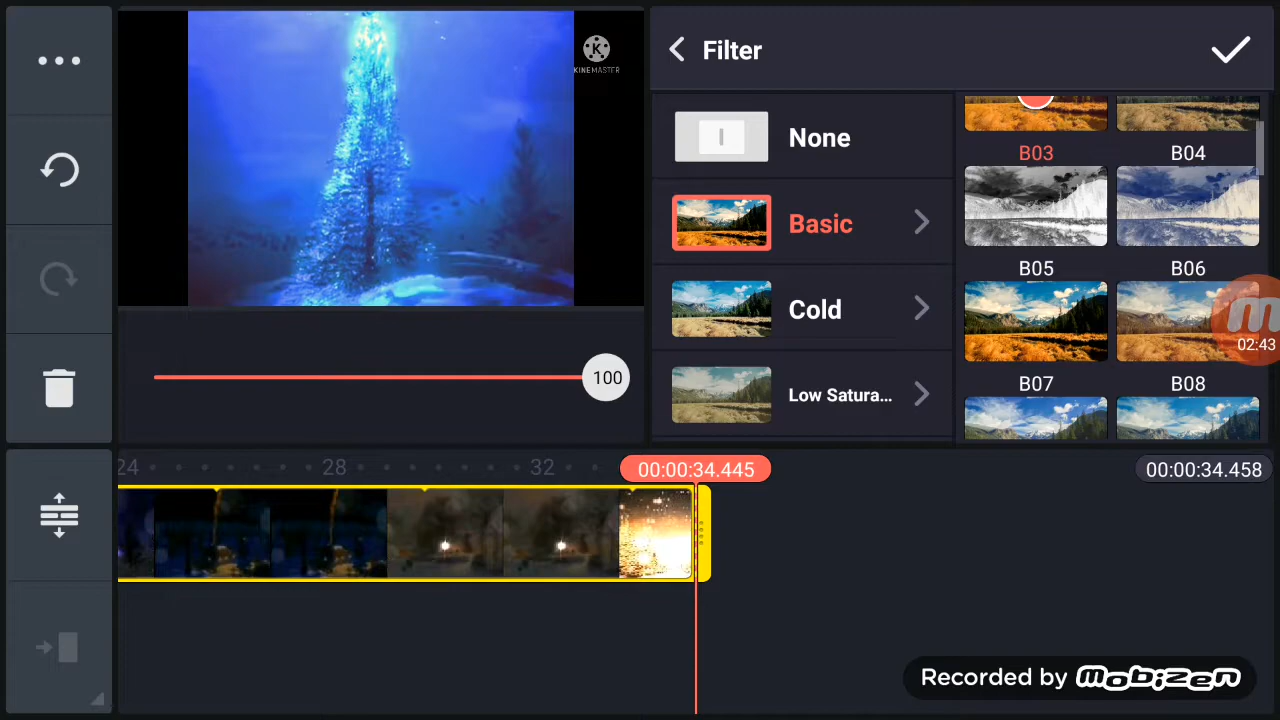 KINEMASTER
Filter
None
Basic
Cold
Low Satura...
B03
B04
B05
B06
B07
B08
02:43
100
24
28
32
00:00:34.445
00:00:34.458
Recorded by mobizen